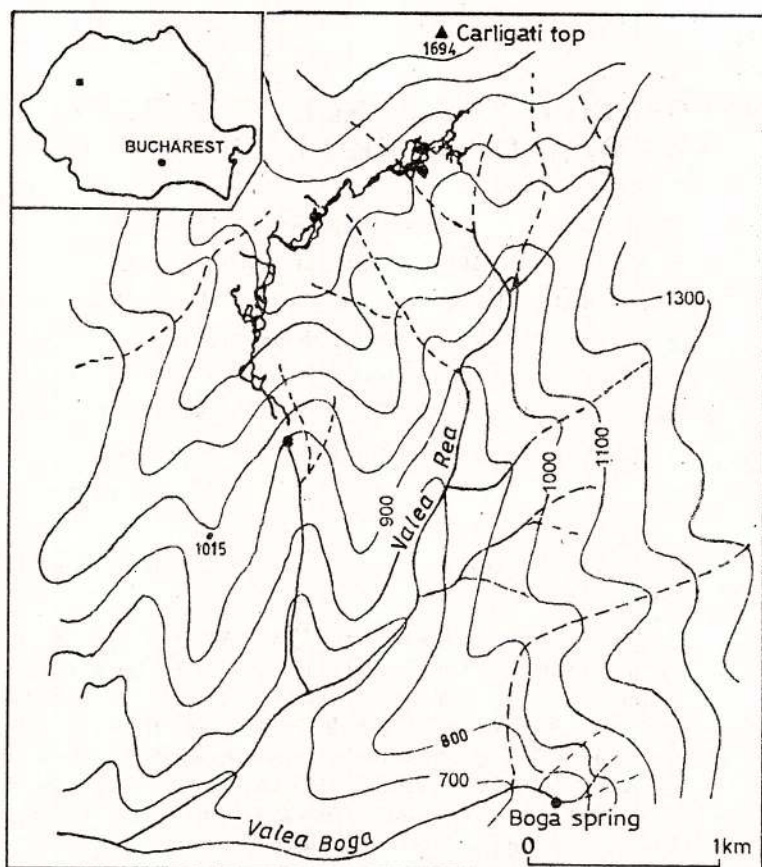 1694
Carligati top
BUCHAREST
1300
1100
1000
900
Valea Rea
1015
800
700
Boga spring
Valea Boga
0 1km